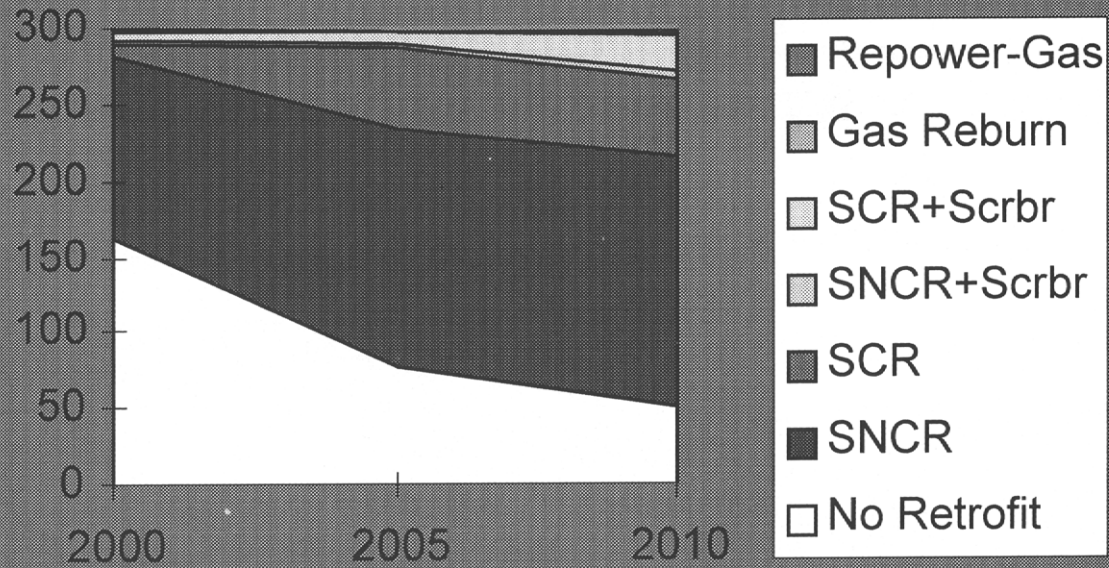 300
250
200
150
100
50
0
2000 2005 2010
Repower-Gas
Gas Reburn
SCR+Scrbr
SNCR+Scrbr
SCR
SNCR
No Retrofit